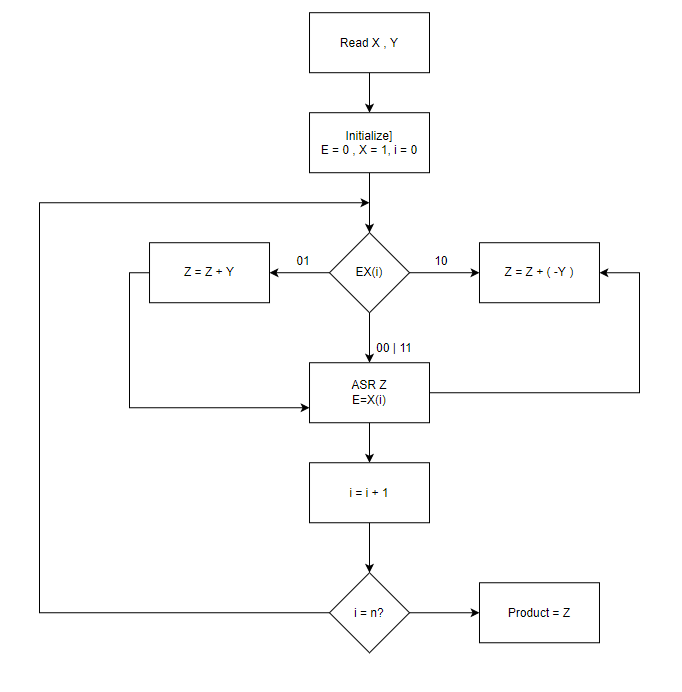 Read X , Y
Initialize]
E = 0 , X = 1, i = 0
01
EX(i)
10
Z = Z + Y
Z = Z + ( -Y )
00 | 11
ASR Z
E=X(i)
i = i + 1
i = n?
Product = Z